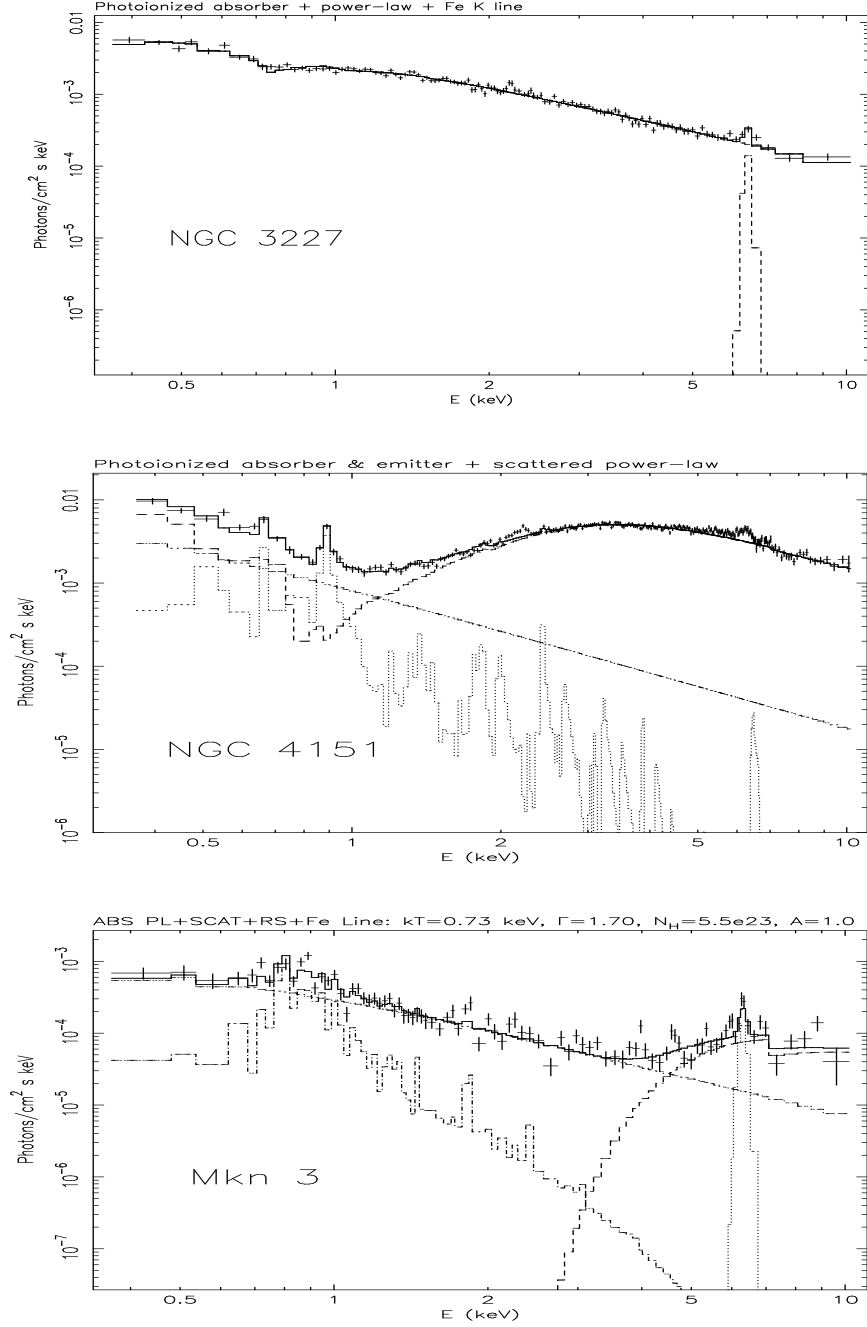 Photoionized absorber + power-law + Fe K line
0.01
10⁻³
10⁻⁴
10⁻⁵
10⁻⁶
Photons/cm² s keV
NGC 3227
0.5 1 2 5 10
E (keV)
Photoionized absorber & emitter + scattered power-law
0.01
10⁻³
10⁻⁴
10⁻⁵
10⁻⁶
Photons/cm² s keV
NGC 4151
0.5 1 2 5 10
E (keV)
ABS PL+SCAT+RS+Fe Line: kT=0.73 keV, Γ=1.70, N_H=5.5e23, A=1.0
10⁻³
10⁻⁴
10⁻⁵
10⁻⁶
10⁻⁷
Photons/cm² s keV
Mkn 3
0.5 1 2 5 10
E (keV)